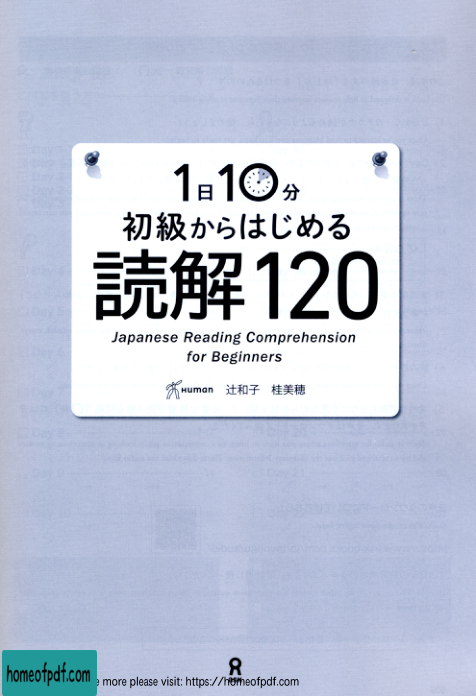 1日10分
初級からはじめる
読解120
Japanese Reading Comprehension
for Beginners
Human 辻和子 桂美穂
ask
homeofpdf.com
e more please visit: https://homeofpdf.com